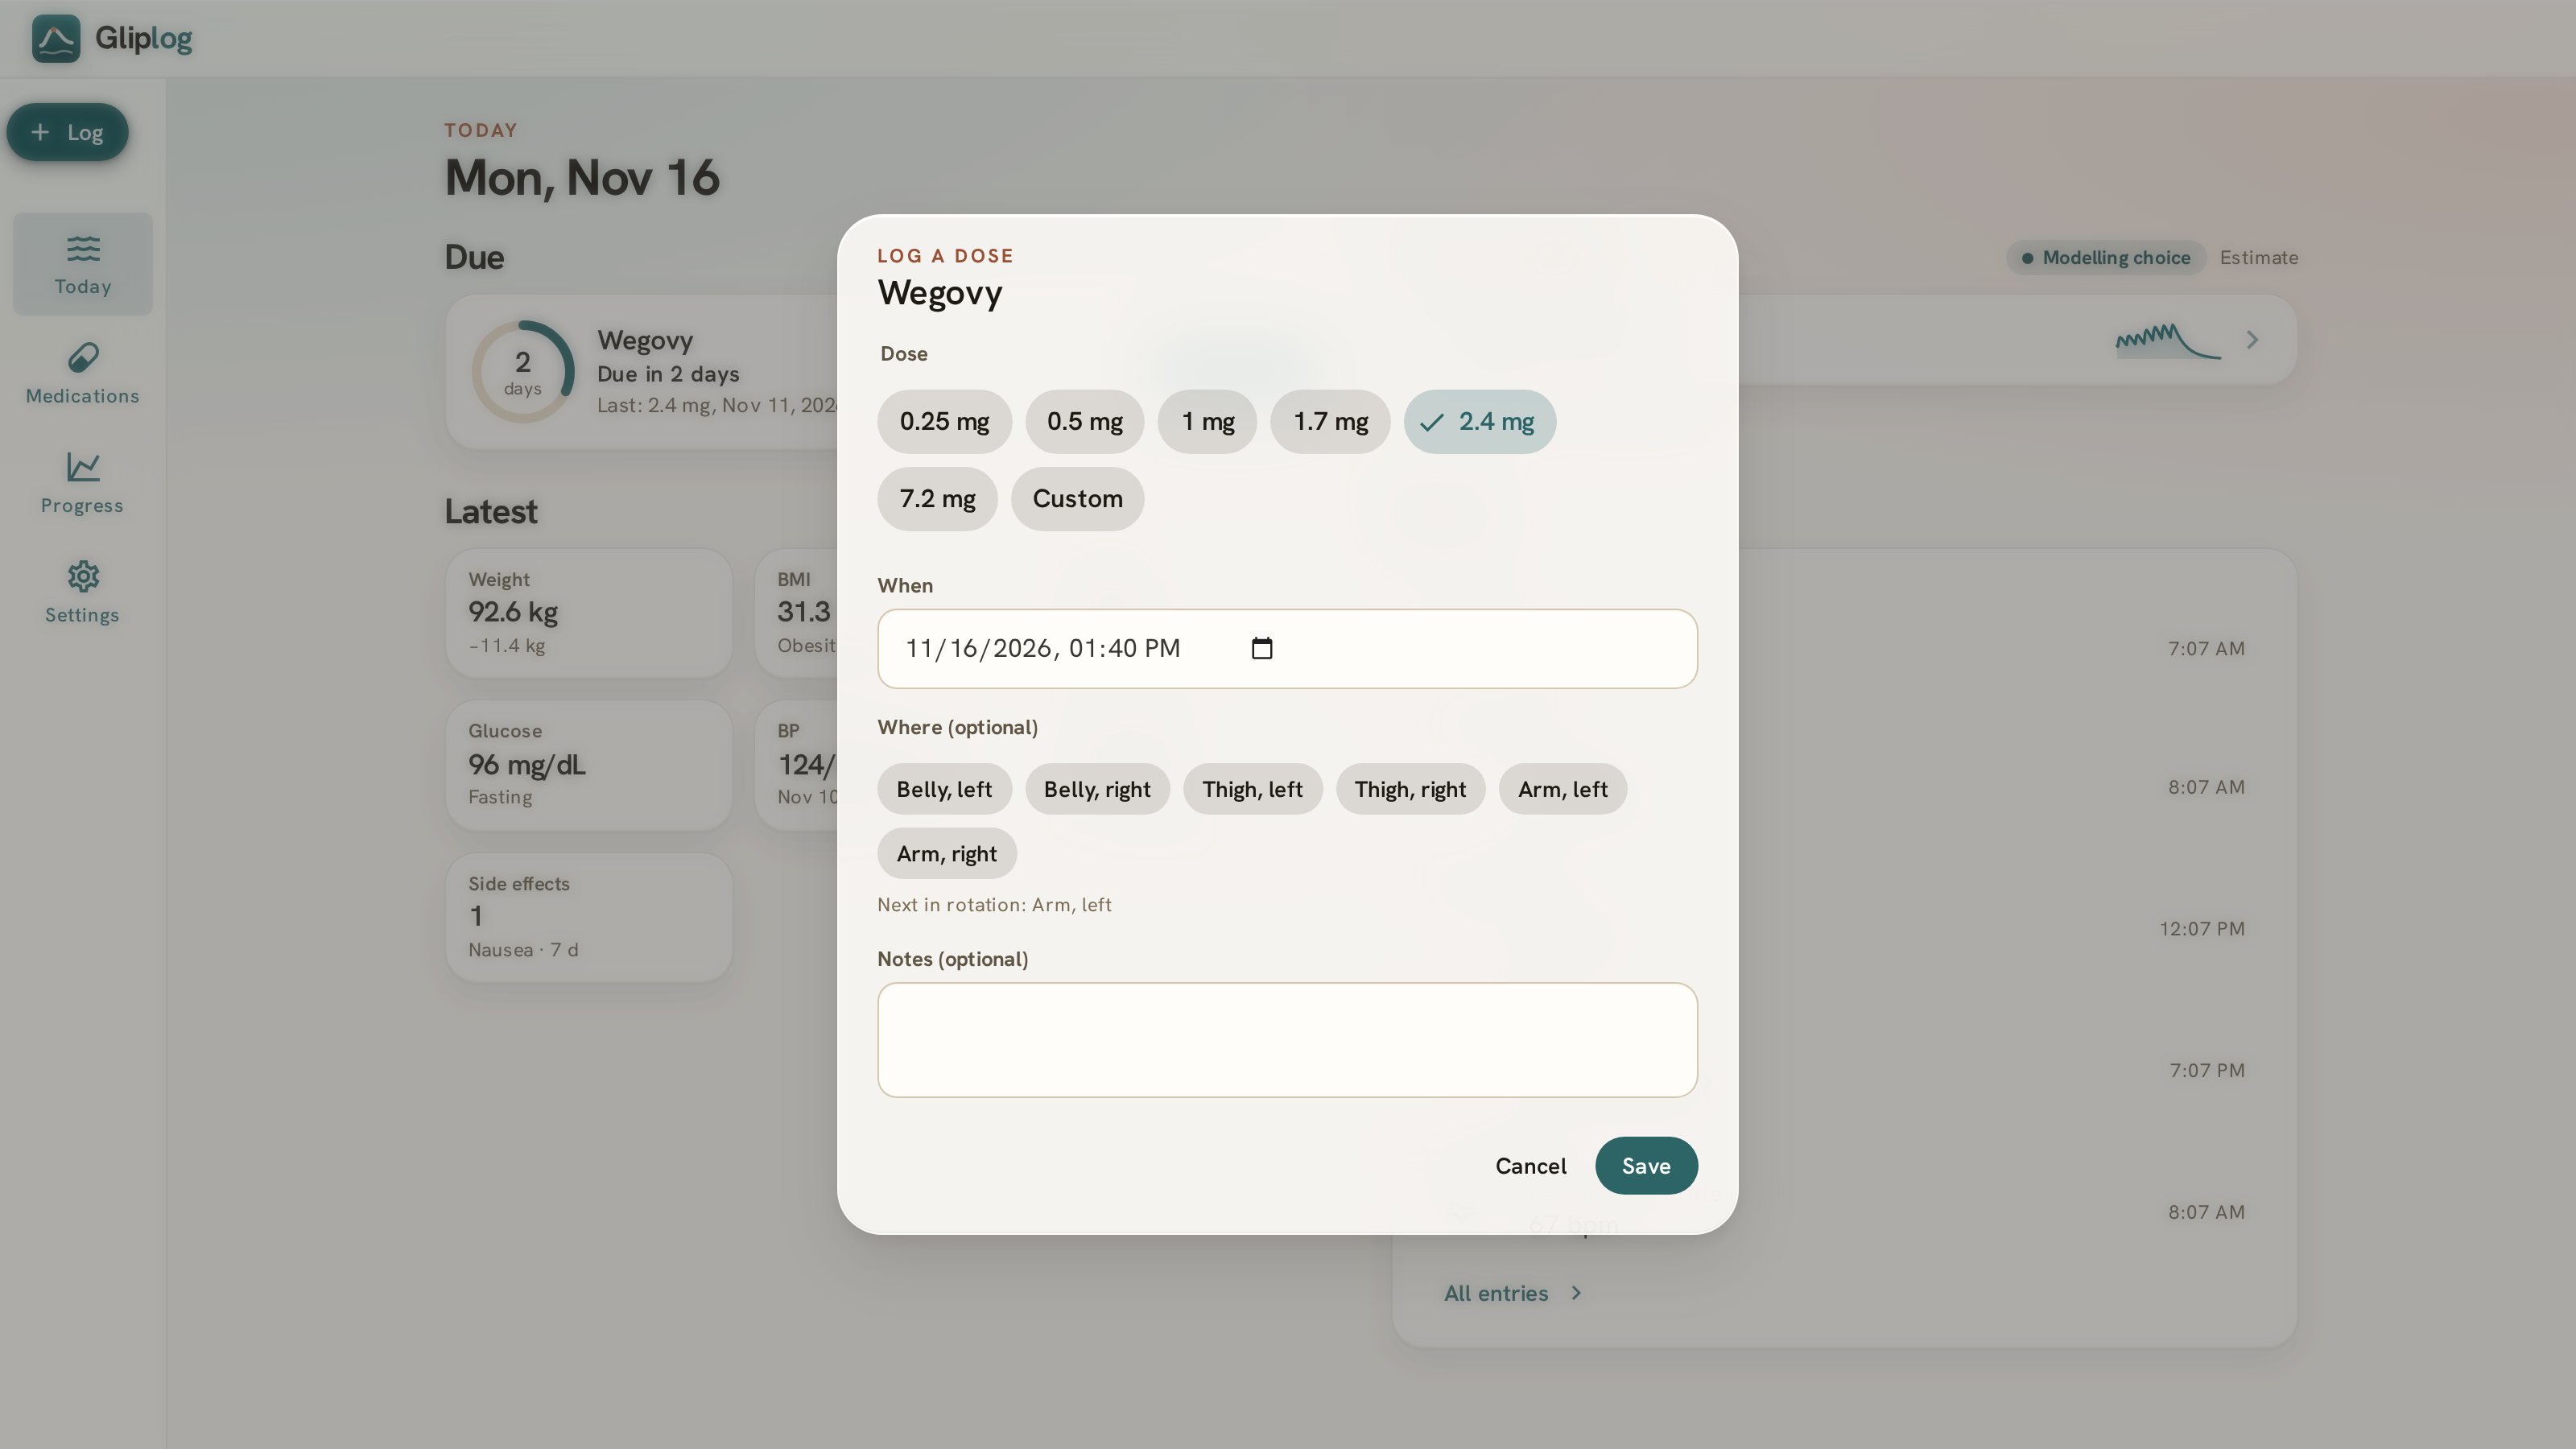 Gliplog
Log
Today
Medications
Progress
Settings
TODAY
Mon, Nov 16
Due
2
days
Wegovy
Due in 2 days
Last: 2.4 mg, Nov 11,
Modelling choice
Estimate
Latest
Weight
92.6 kg
−11.4 kg
BMI
31.3
Glucose
96 mg/dL
Fasting
BP
124/
Nov 10
Side effects
1
Nausea · 7 d
LOG A DOSE
Wegovy
Dose
0.25 mg
0.5 mg
1 mg
1.7 mg
2.4 mg
7.2 mg
Custom
When
11/16/2026, 01:40 PM
Where (optional)
Belly, left
Belly, right
Thigh, left
Thigh, right
Arm, left
Arm, right
Next in rotation: Arm, left
Notes (optional)
Cancel
Save
7:07 AM
8:07 AM
12:07 PM
7:07 PM
8:07 AM
67 bpm
All entries